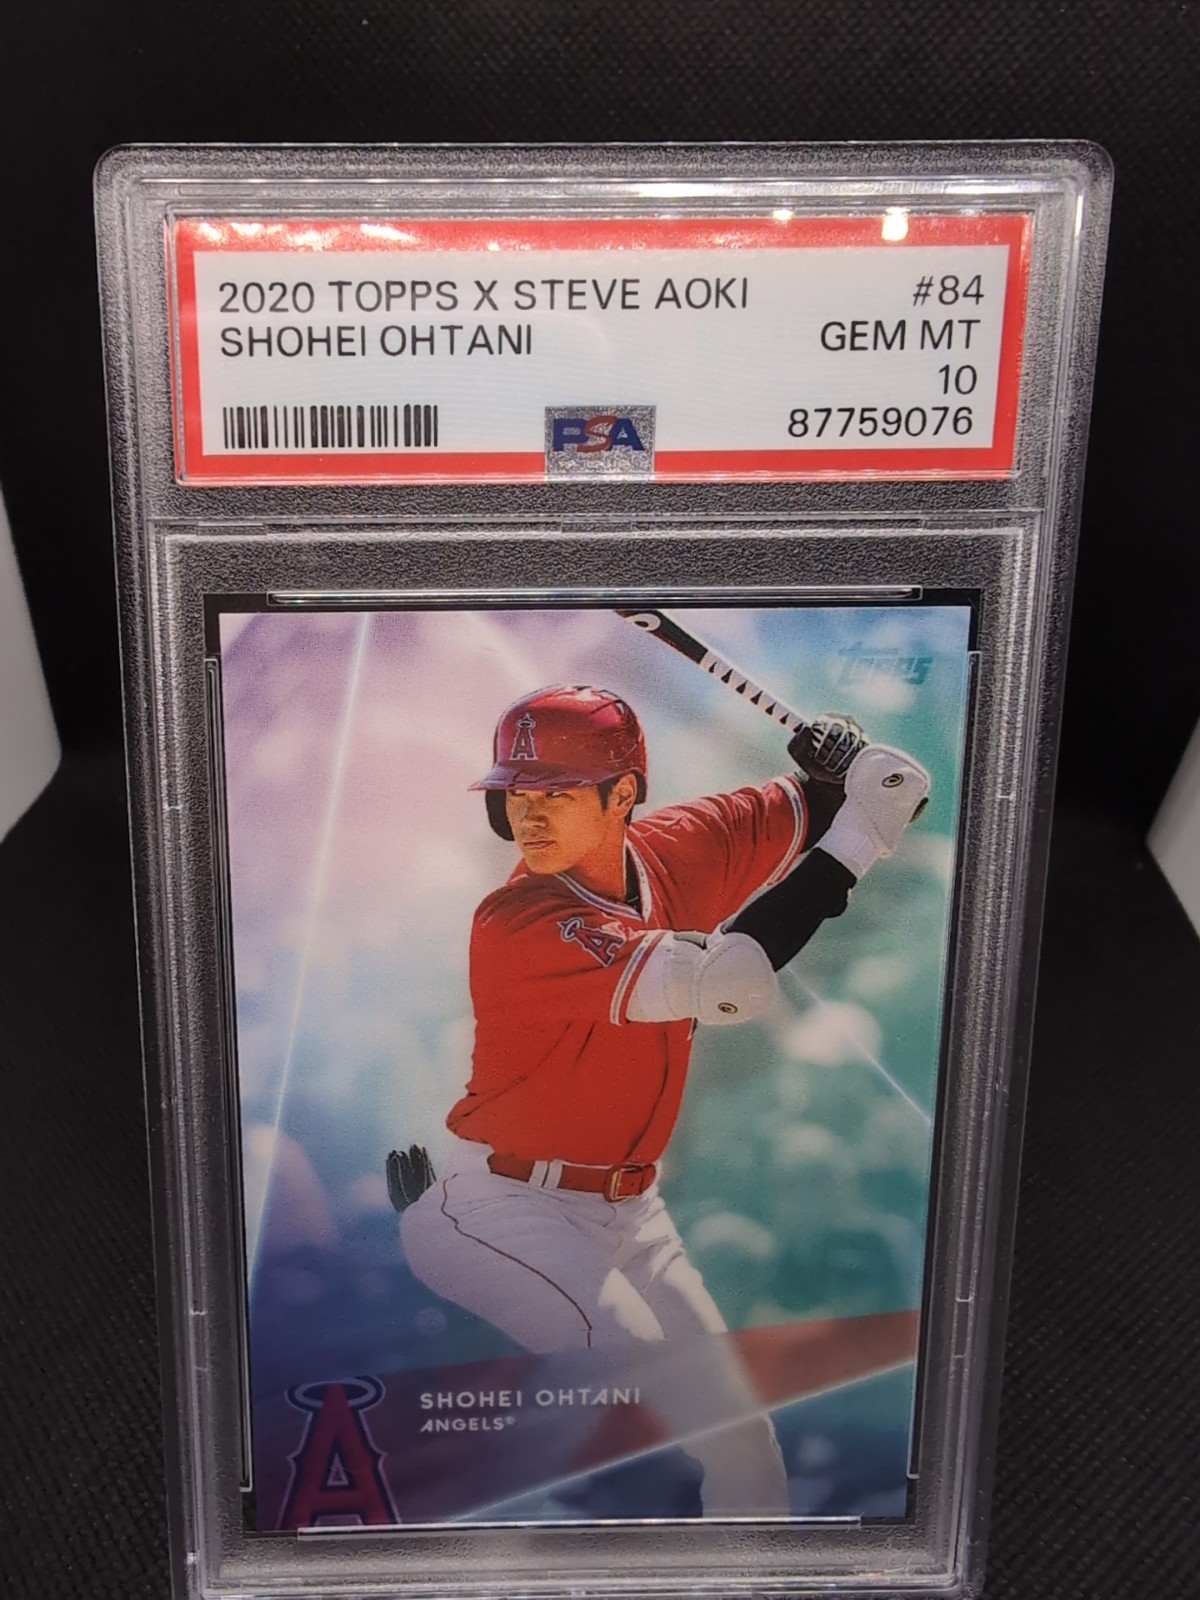 2020 TOPPS X STEVE AOKI #84
SHOHEI OHTANI GEM MT
10
PSA 87759076
Topps
A
A
SHOHEI OHTANI
ANGELS®
A